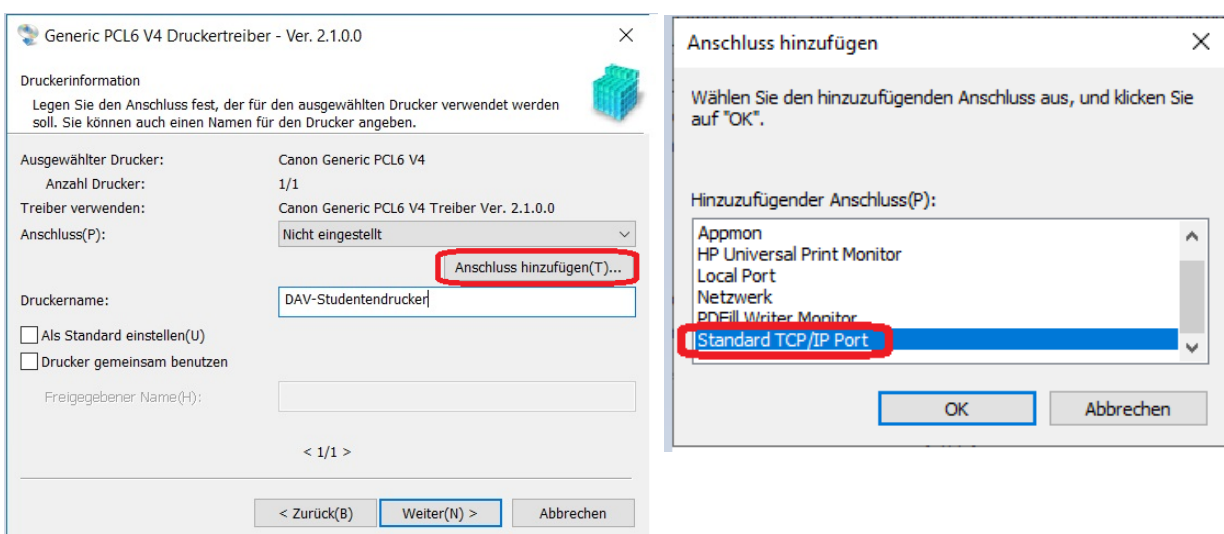 Generic PCL6 V4 Druckertreiber - Ver. 2.1.0.0
Druckerinformation
Legen Sie den Anschluss fest, der für den ausgewählten Drucker verwendet werden
soll. Sie können auch einen Namen für den Drucker angeben.
Ausgewählter Drucker: Canon Generic PCL6 V4
Anzahl Drucker: 1/1
Treiber verwenden: Canon Generic PCL6 V4 Treiber Ver. 2.1.0.0
Anschluss(P): Nicht eingestellt
Anschluss hinzufügen(T)...
Druckername: DAV-Studentendrucker
Als Standard einstellen(U)
Drucker gemeinsam benutzen
Freigegebener Name(H):
< 1/1 >
< Zurück(B) Weiter(N) > Abbrechen
Anschluss hinzufügen
Wählen Sie den hinzuzufügenden Anschluss aus, und klicken Sie
auf "OK".
Hinzuzufügender Anschluss(P):
Appmon
HP Universal Print Monitor
Local Port
Netzwerk
PDFill Writer Monitor
Standard TCP/IP Port
OK Abbrechen